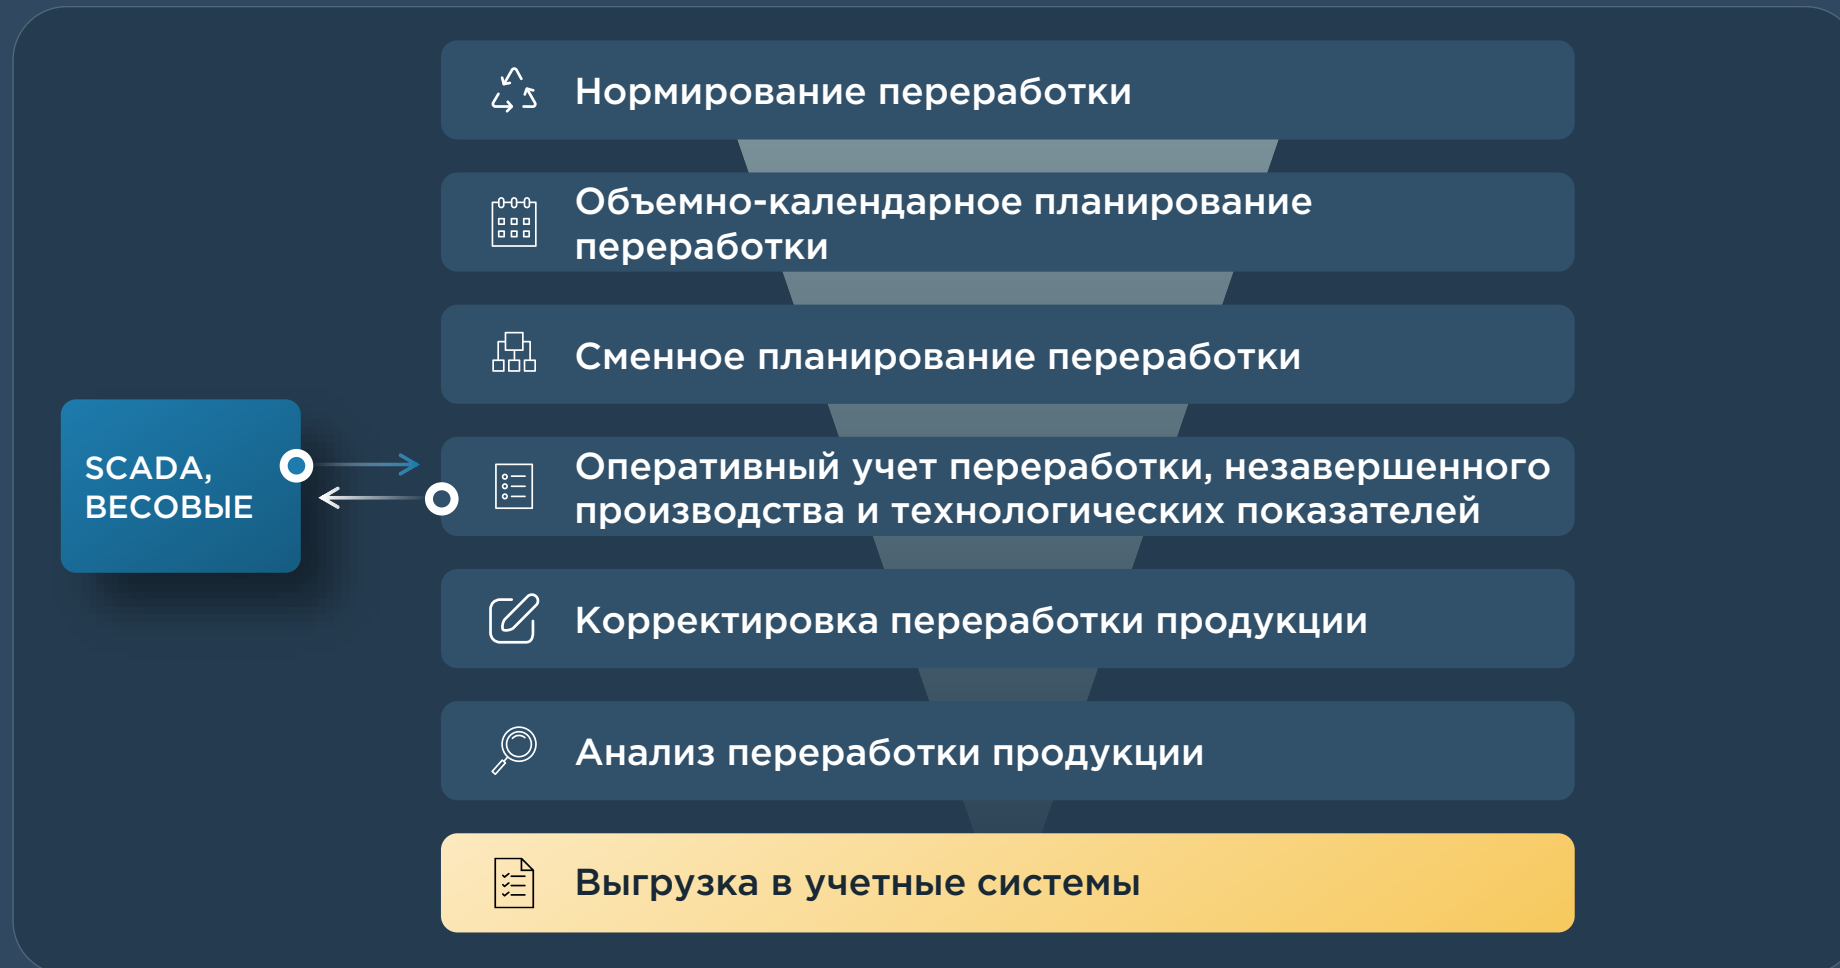 Нормирование переработки
Объемно-календарное планирование
переработки
Сменное планирование переработки
SCADA,
ВЕСОВЫЕ
Оперативный учет переработки, незавершенного
производства и технологических показателей
Корректировка переработки продукции
Анализ переработки продукции
Выгрузка в учетные системы